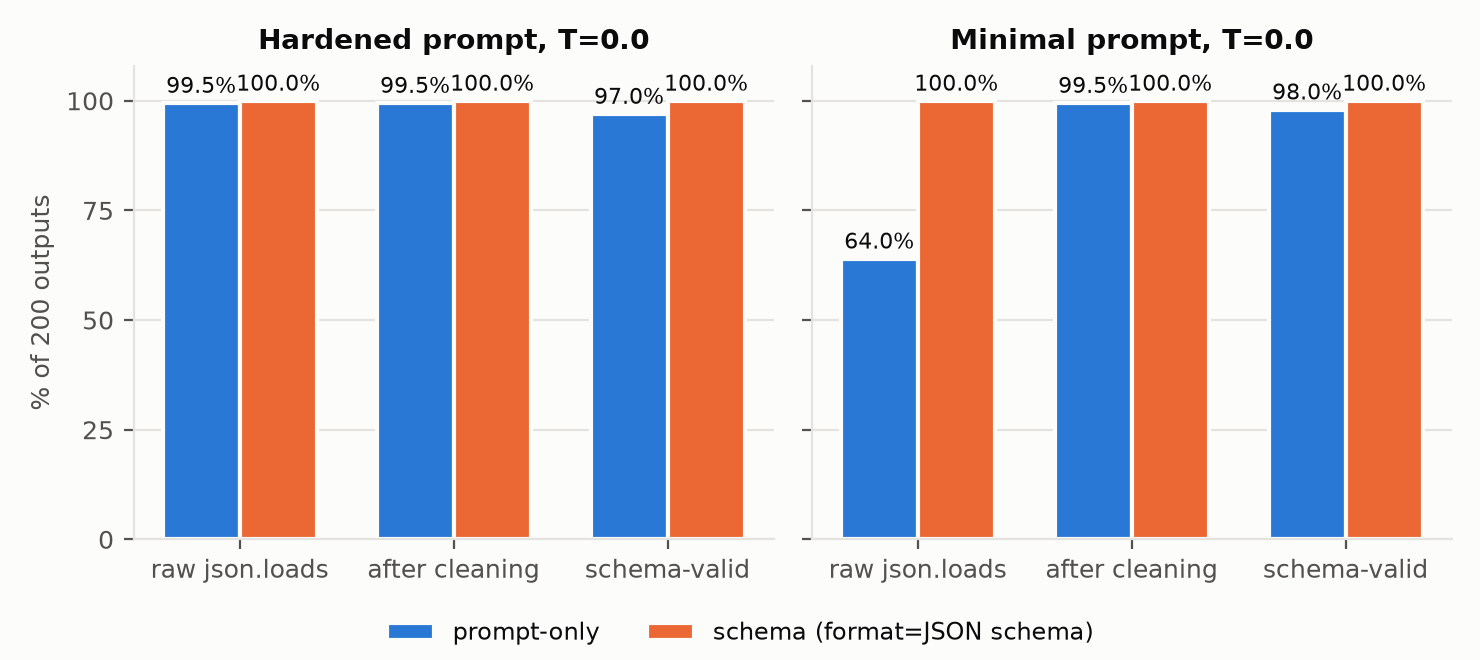 Hardened prompt, T=0.0
Minimal prompt, T=0.0
99.5% 100.0% 99.5% 100.0% 97.0% 100.0%
64.0% 100.0% 99.5% 100.0% 98.0% 100.0%
% of 200 outputs
100
75
50
25
0
raw json.loads after cleaning schema-valid
raw json.loads after cleaning schema-valid
prompt-only schema (format=JSON schema)